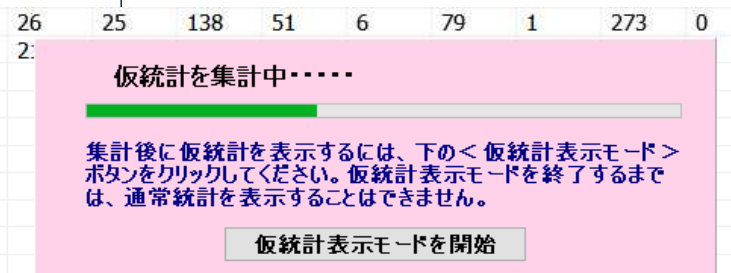 26 25 138 51 6 79 1 273 0
仮統計を集計中・・・・・
集計後に仮統計を表示するには、下の＜仮統計表示モード＞
ボタンをクリックしてください。仮統計表示モードを終了するまで
は、通常統計を表示することはできません。
仮統計表示モードを開始